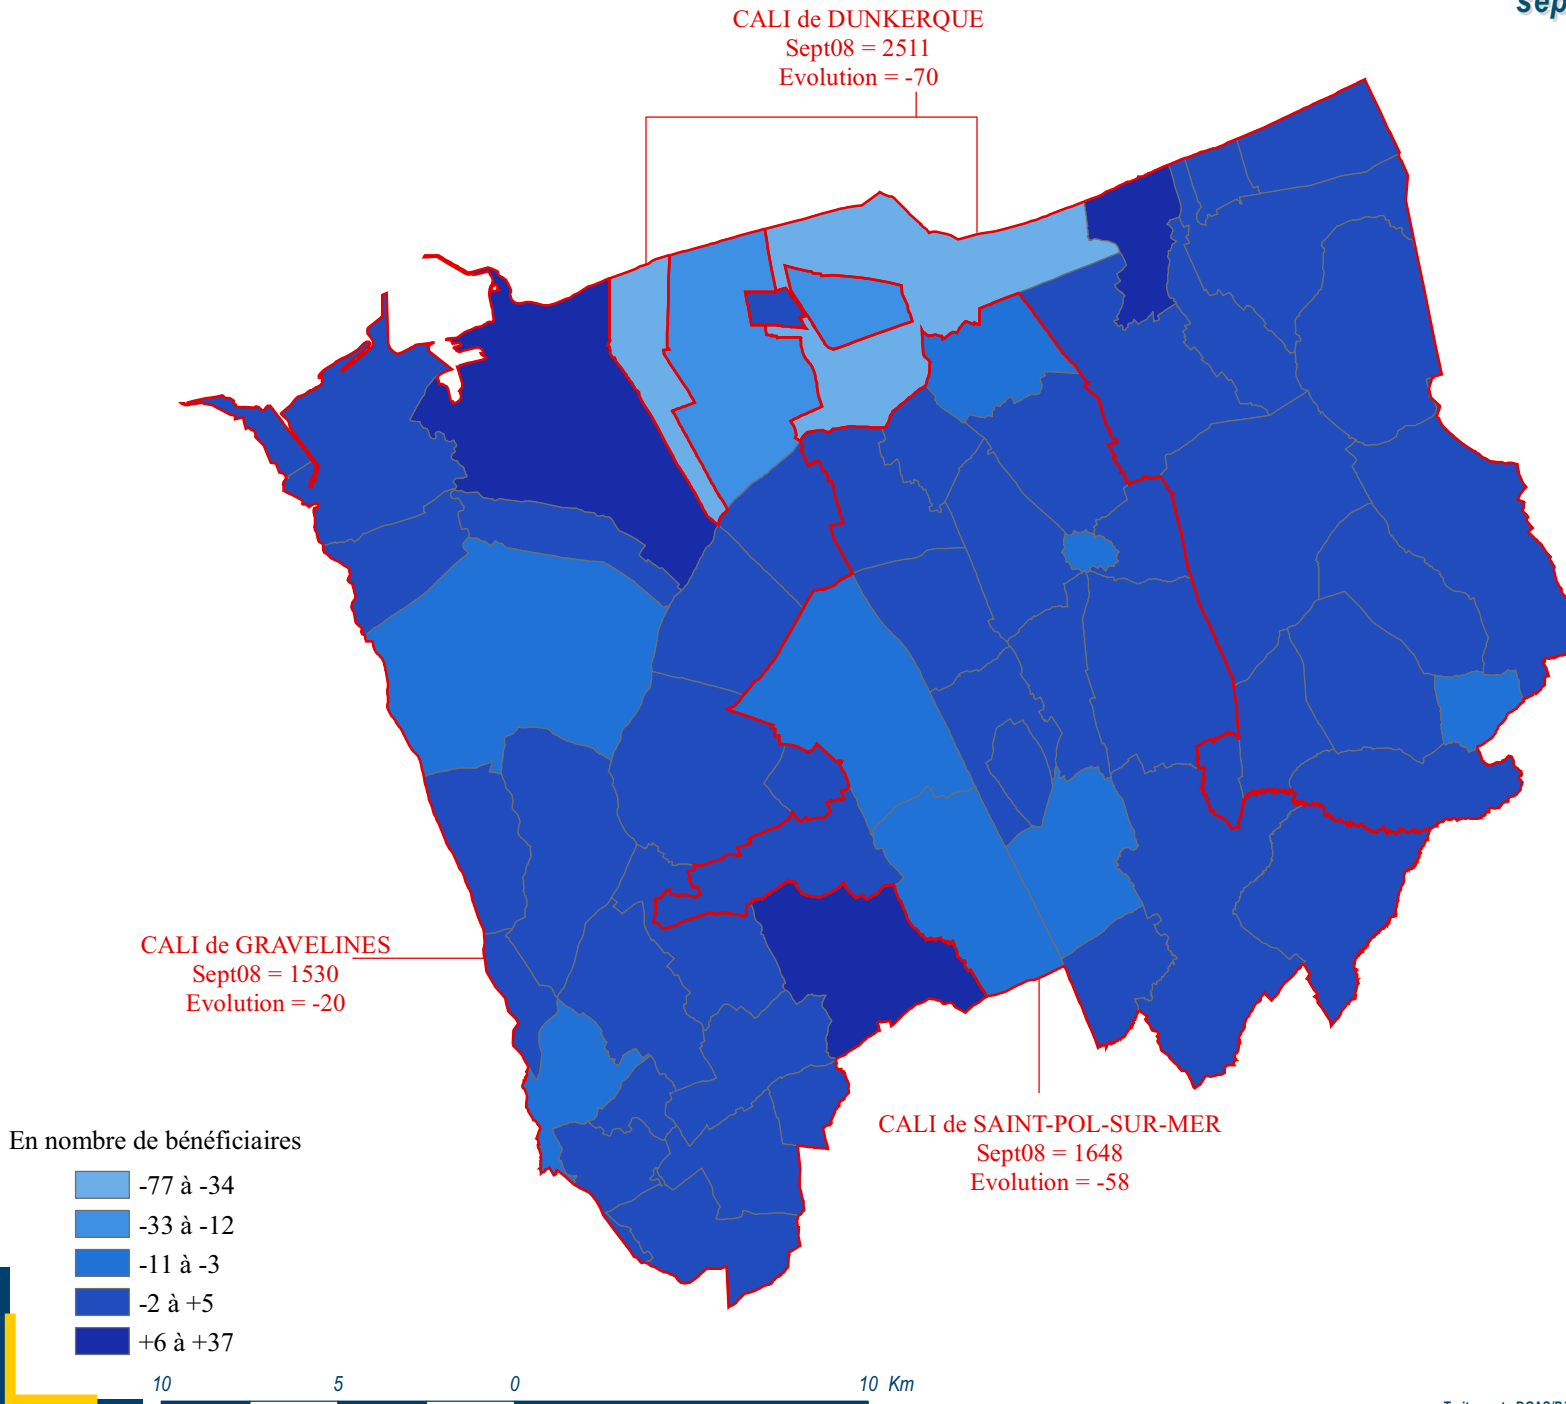 sep
CALI de DUNKERQUE
Sept08 = 2511
Evolution = -70
CALI de GRAVELINES
Sept08 = 1530
Evolution = -20
CALI de SAINT-POL-SUR-MER
Sept08 = 1648
Evolution = -58
En nombre de bénéficiaires
-77 à -34
-33 à -12
-11 à -3
-2 à +5
+6 à +37
10 5 0 10 Km